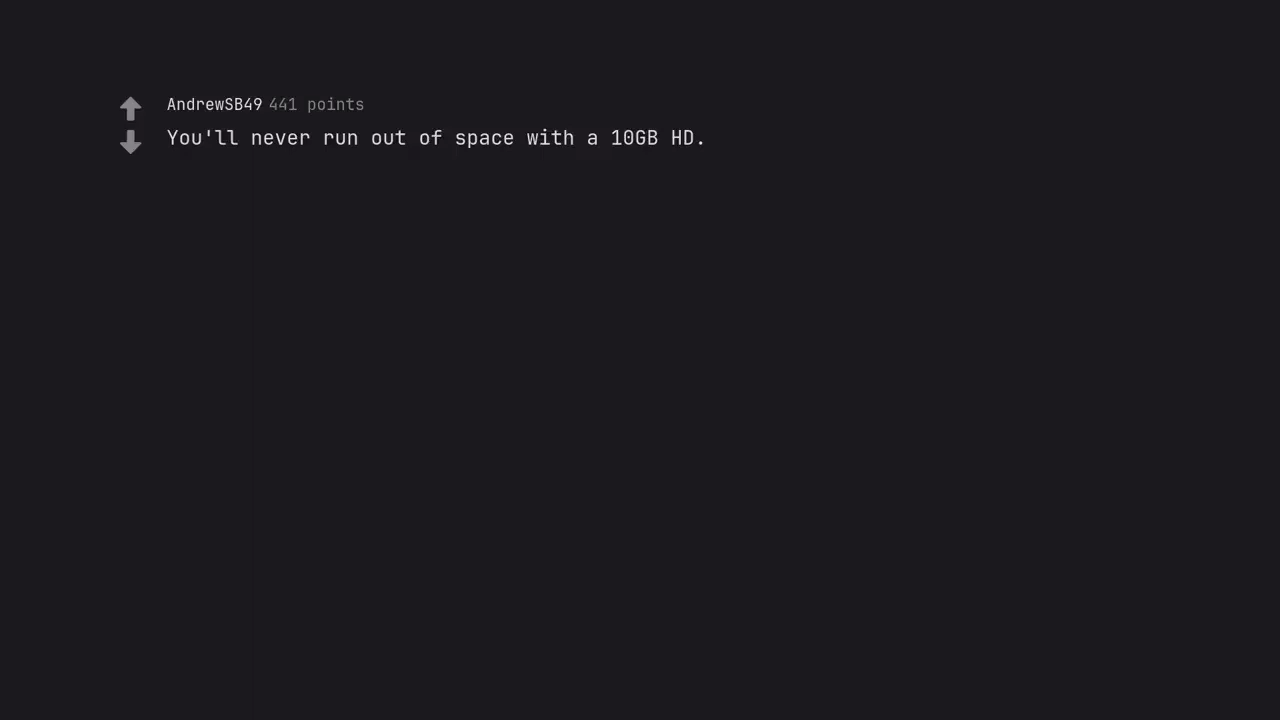 AndrewSB49 441 points
You'll never run out of space with a 10GB HD.